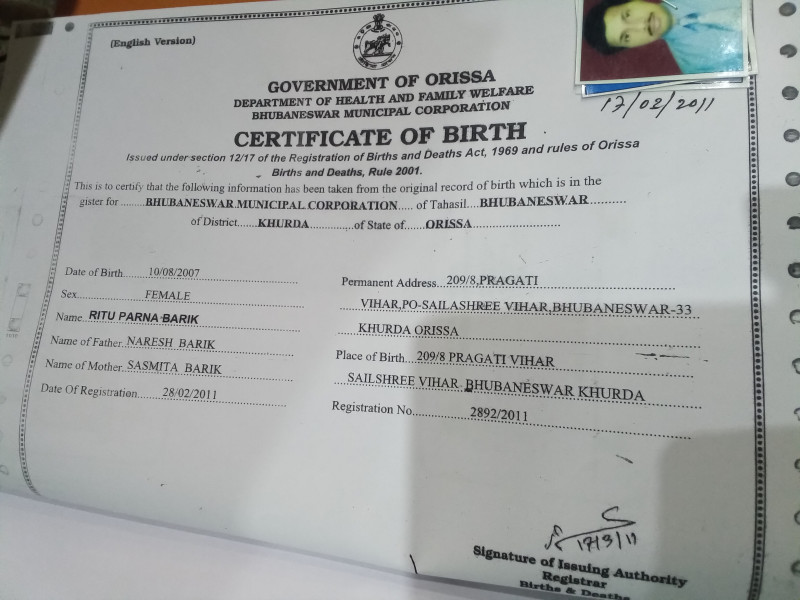 (English Version)
17/02/2011
GOVERNMENT OF ORISSA
DEPARTMENT OF HEALTH AND FAMILY WELFARE
BHUBANESWAR MUNICIPAL CORPORATION
CERTIFICATE OF BIRTH
Issued under section 12/17 of the Registration of Births and Deaths Act, 1969 and rules of Orissa
Births and Deaths, Rule 2001.
This is to certify that the following information has been taken from the original record of birth which is in the
gister for ........BHUBANESWAR MUNICIPAL CORPORATION..... of Tahasil....BHUBANESWAR..........
of District......KHURDA............,of State of......ORISSA..........................
Date of Birth......10/08/2007
Sex................FEMALE
Name..RITU PARNA BARIK
Name of Father..NARESH BARIK
Name of Mother..SASMITA BARIK
Date Of Registration......28/02/2011
Permanent Address...209/8,PRAGATI
VIHAR,PO-SAILASHREE VIHAR,BHUBANESWAR-33
KHURDA ORISSA
Place of Birth...209/8 PRAGATI VIHAR
SAILSHREE VIHAR BHUBANESWAR KHURDA
Registration No..............2892/2011
17/3/11
Signature of Issuing Authority
Registrar
Births & Deaths